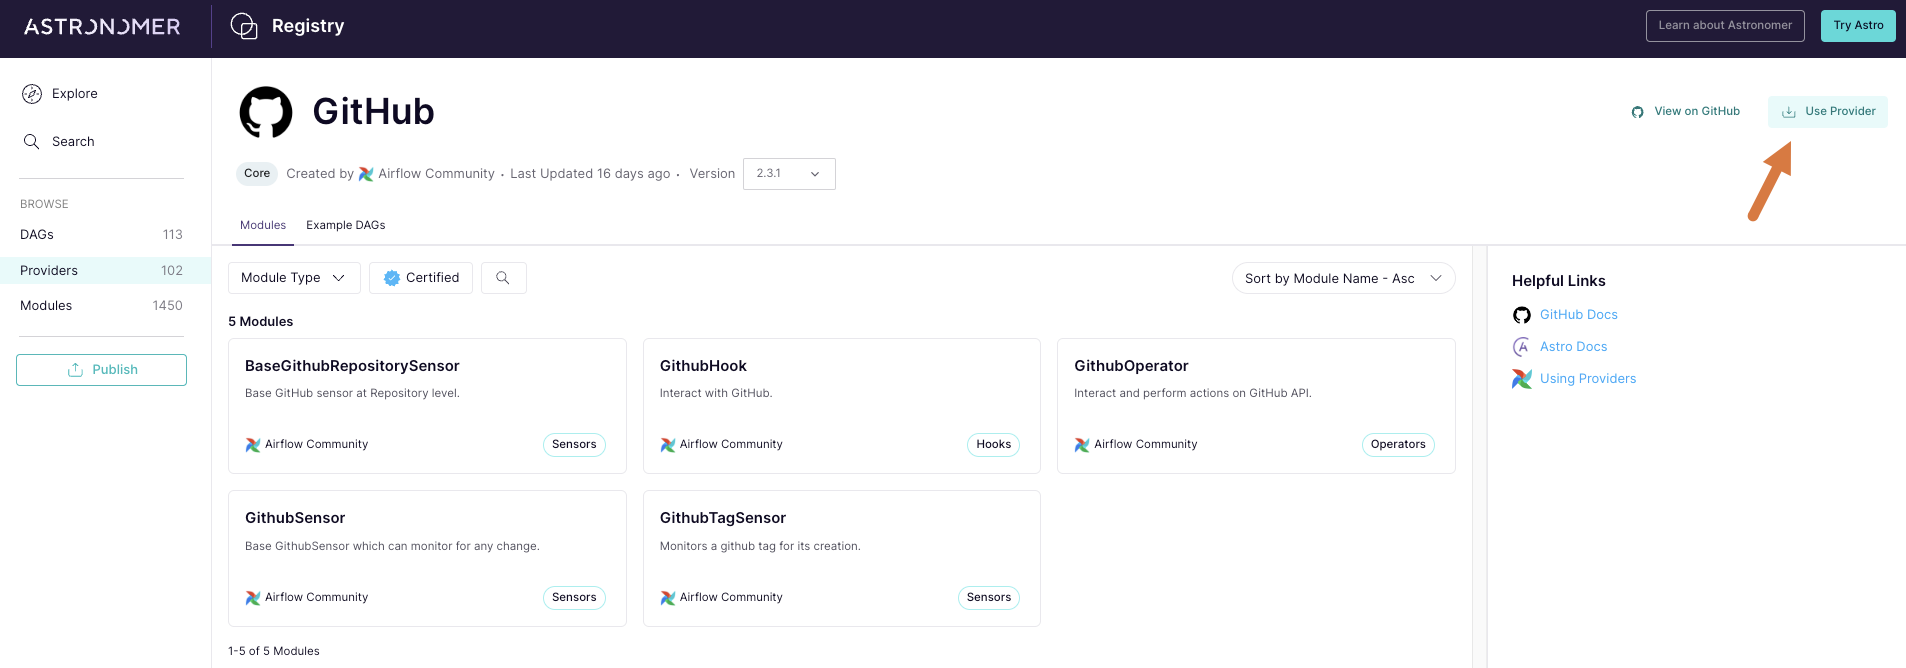 ASTRONOMER
Registry
Learn about Astronomer
Try Astro
Explore
Search
BROWSE
DAGs 113
Providers 102
Modules 1450
Publish
GitHub
View on GitHub
Use Provider
Core Created by Airflow Community • Last Updated 16 days ago • Version 2.3.1
Modules Example DAGs
Module Type Certified
Sort by Module Name - Asc
5 Modules
BaseGithubRepositorySensor
Base GitHub sensor at Repository level.
Airflow Community Sensors
GithubHook
Interact with GitHub.
Airflow Community Hooks
GithubOperator
Interact and perform actions on GitHub API.
Airflow Community Operators
GithubSensor
Base GithubSensor which can monitor for any change.
Airflow Community Sensors
GithubTagSensor
Monitors a github tag for its creation.
Airflow Community Sensors
1-5 of 5 Modules
Helpful Links
GitHub Docs
Astro Docs
Using Providers